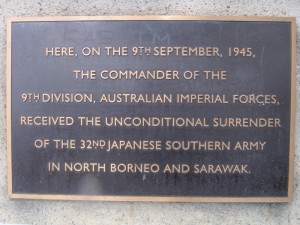 HERE, ON THE 9TH SEPTEMBER, 1945,
THE COMMANDER OF THE
9TH DIVISION, AUSTRALIAN IMPERIAL FORCES,
RECEIVED THE UNCONDITIONAL SURRENDER
OF THE 32ND JAPANESE SOUTHERN ARMY
IN NORTH BORNEO AND SARAWAK.